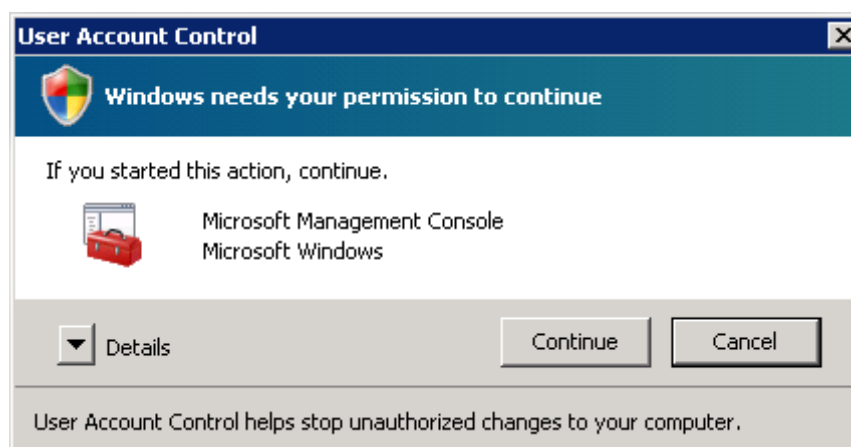 User Account Control
Windows needs your permission to continue
If you started this action, continue.
Microsoft Management Console
Microsoft Windows
Details
Continue
Cancel
User Account Control helps stop unauthorized changes to your computer.